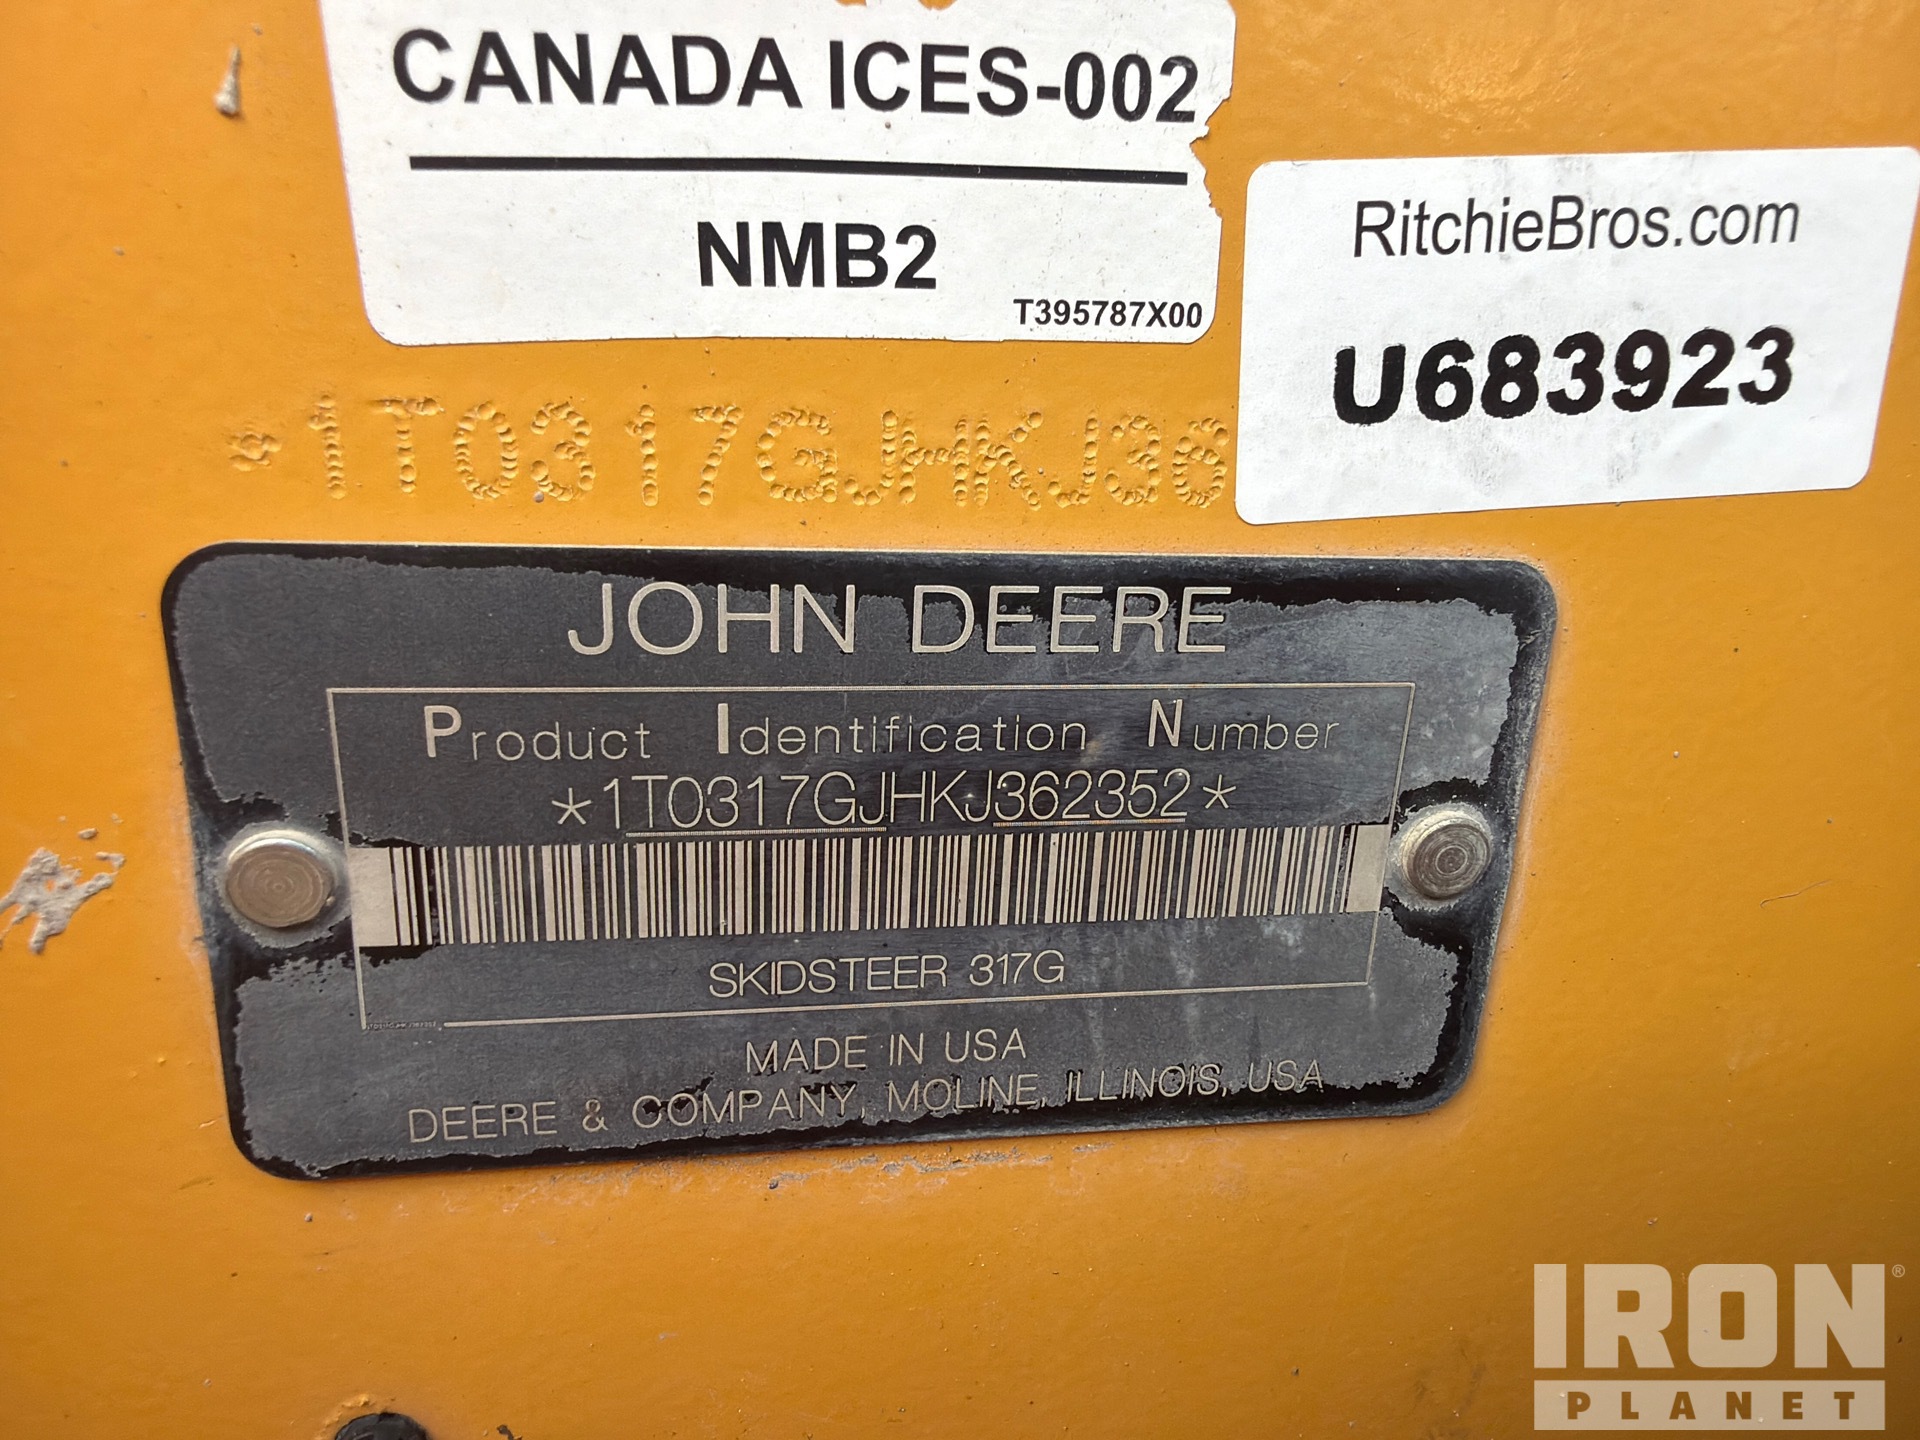 CANADA ICES-002
NMB2
T395787X00
RitchieBros.com
U683923
*1T0317GJHKJ36
JOHN DEERE
Product Identification Number
*1T0317GJHKJ362352*
SKIDSTEER 317G
MADE IN USA
DEERE & COMPANY, MOLINE, ILLINOIS, USA
IRON®
PLANET